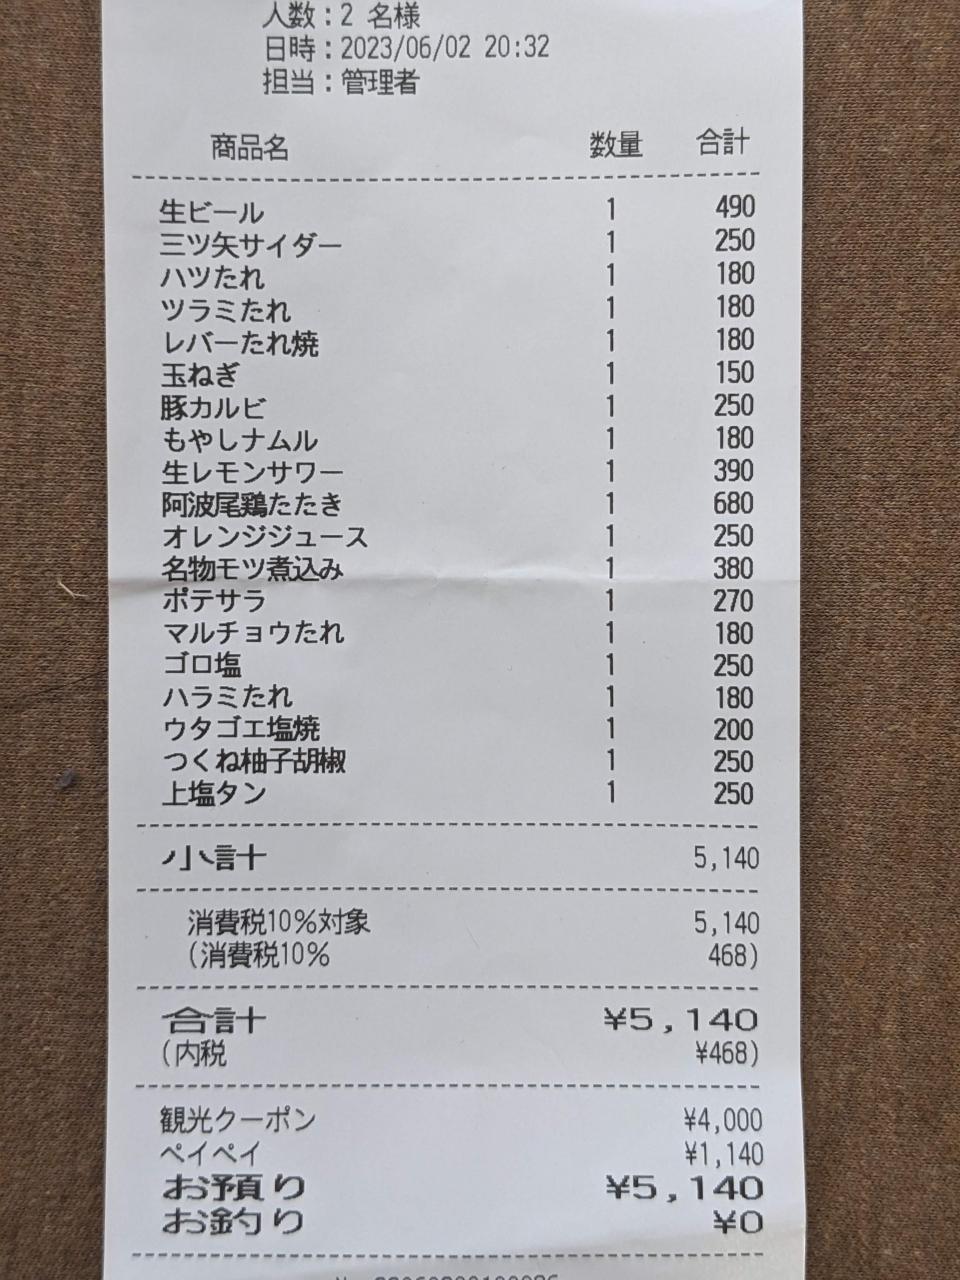 人数：2 名様
日時：2023/06/02 20:32
担当：管理者
商品名 数量 合計
生ビール 1 490
三ツ矢サイダー 1 250
ハツたれ 1 180
ツラミたれ 1 180
レバーたれ焼 1 180
玉ねぎ 1 150
豚カルビ 1 250
もやしナムル 1 180
生レモンサワー 1 390
阿波尾鶏たたき 1 680
オレンジジュース 1 250
名物モツ煮込み 1 380
ポテサラ 1 270
マルチョウたれ 1 180
ゴロ塩 1 250
ハラミたれ 1 180
ウタゴエ塩焼 1 200
つくね柚子胡椒 1 250
上塩タン 1 250
小計 5,140
消費税10%対象 5,140
(消費税10% 468)
合計 ¥5,140
(内税 ¥468)
観光クーポン ¥4,000
ペイペイ ¥1,140
お預り ¥5,140
お釣り ¥0